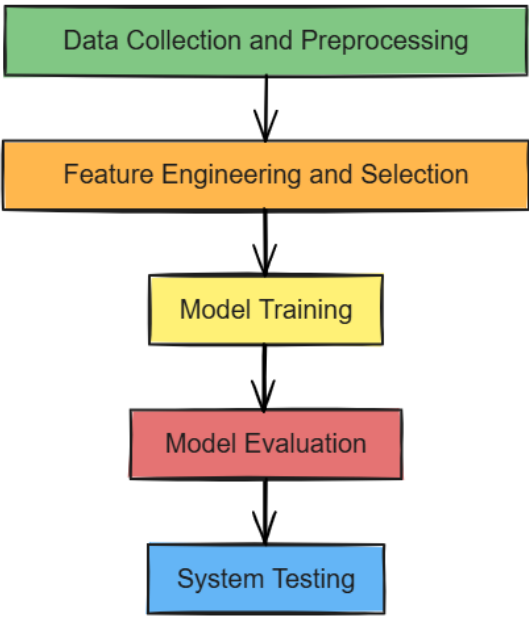 Data Collection and Preprocessing
Feature Engineering and Selection
Model Training
Model Evaluation
System Testing